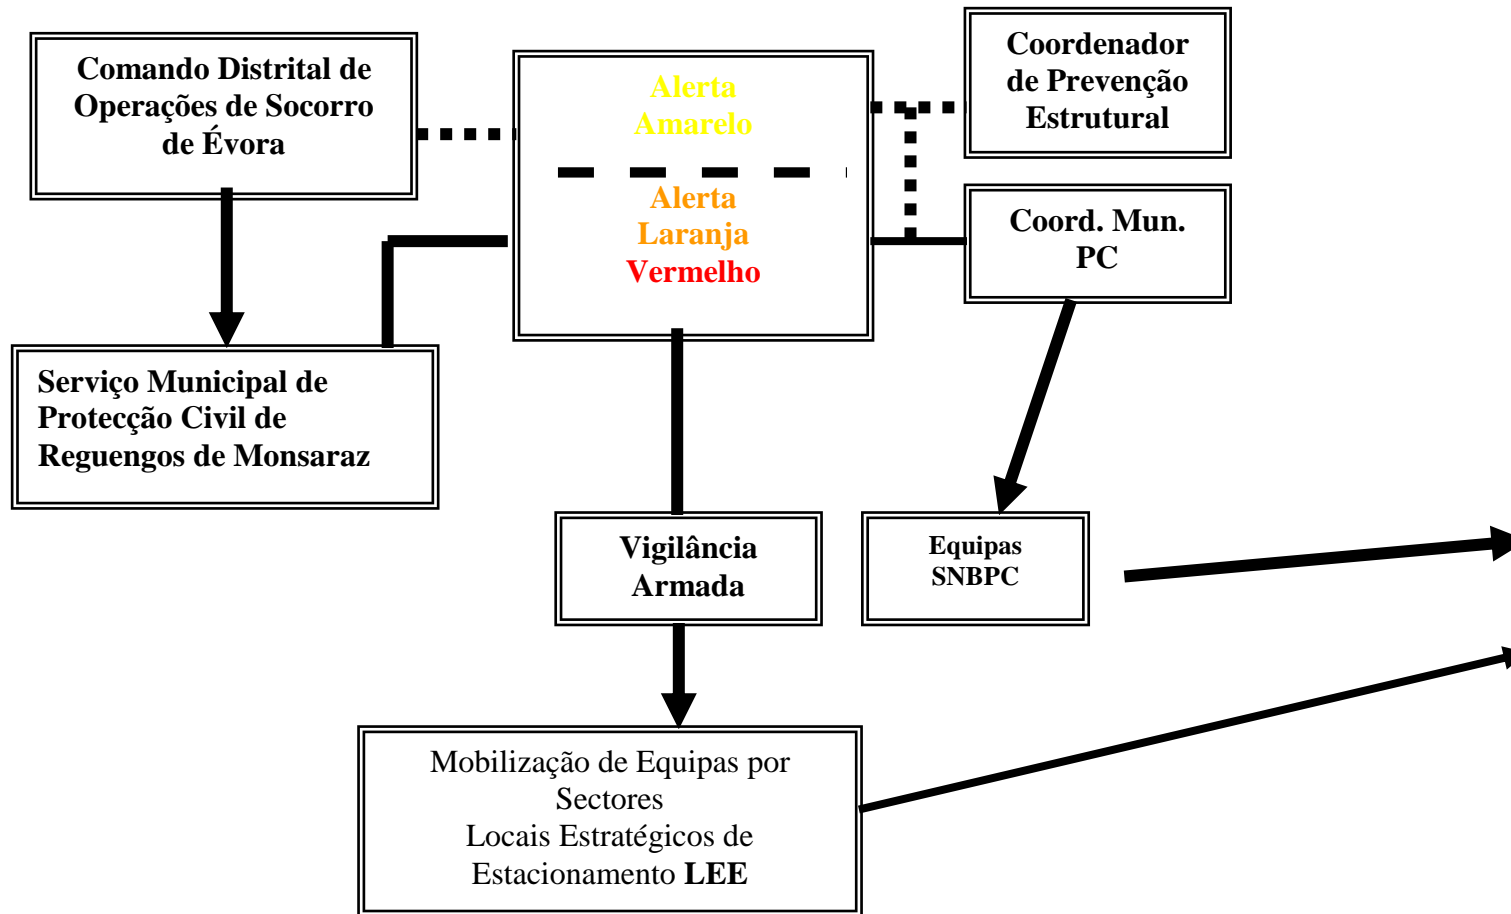 Comando Distrital de
Operações de Socorro
de Évora
Alerta
Amarelo
Alerta
Laranja
Vermelho
Coordenador
de Prevenção
Estrutural
Coord. Mun.
PC
Serviço Municipal de
Protecção Civil de
Reguengos de Monsaraz
Vigilância
Armada
Equipas
SNBPC
Mobilização de Equipas por
Sectores
Locais Estratégicos de
Estacionamento LEE